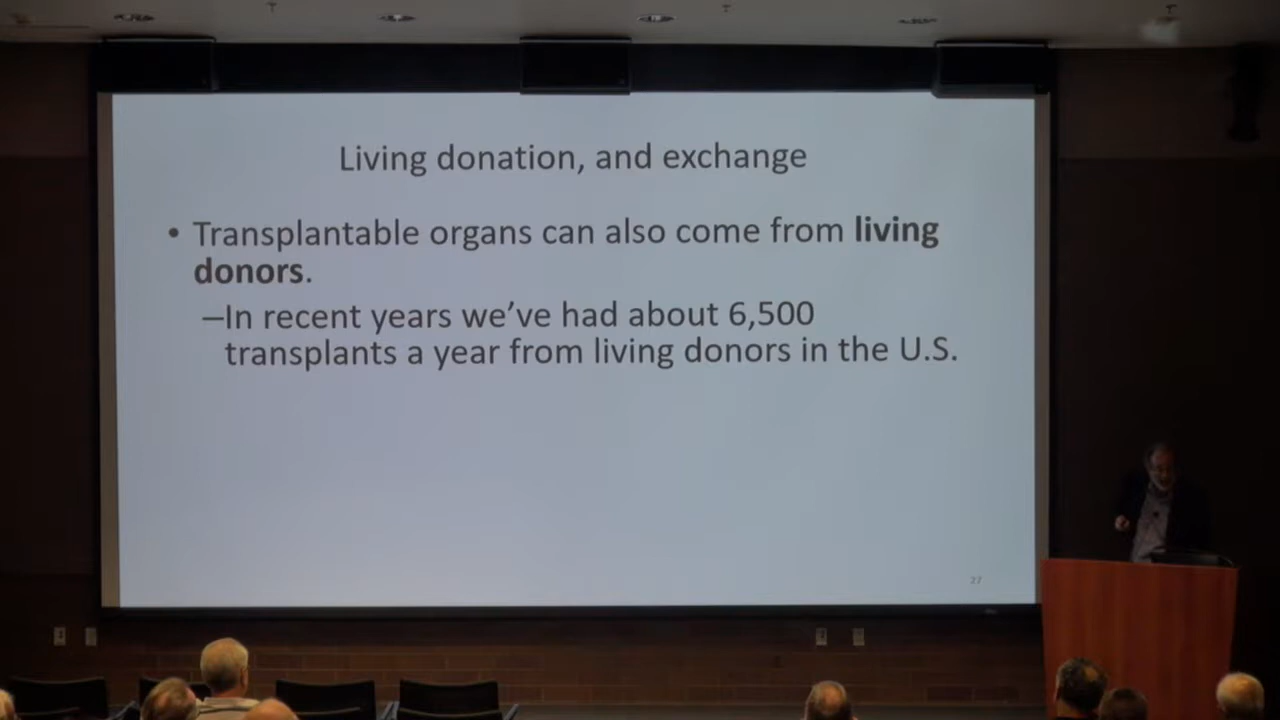 Living donation, and exchange
• Transplantable organs can also come from living
donors.
–In recent years we've had about 6,500
transplants a year from living donors in the U.S.
27